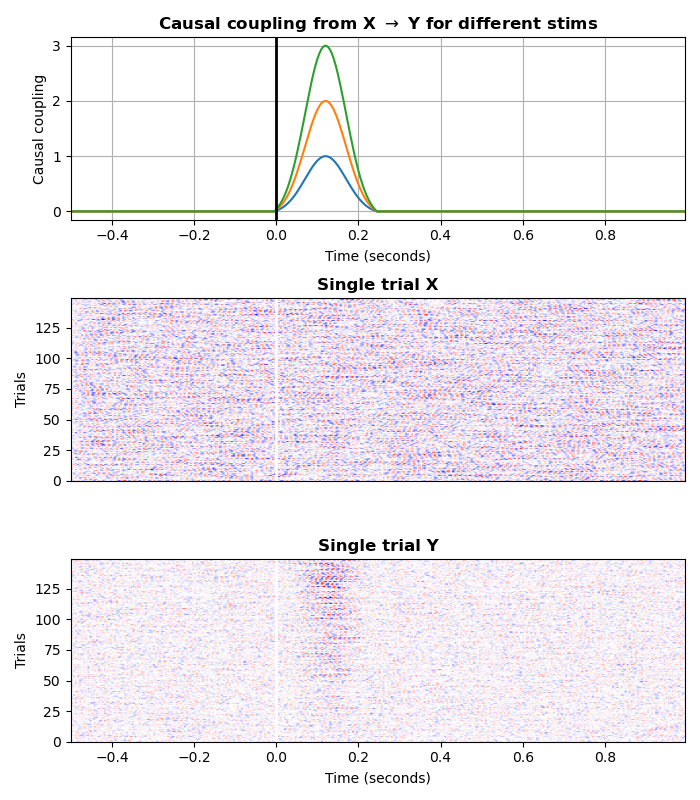 Causal coupling from X → Y for different stims
3
2
1
0
Causal coupling
−0.4 −0.2 0.0 0.2 0.4 0.6 0.8
Time (seconds)
Single trial X
125
100
75
50
25
0
Trials
Single trial Y
125
100
75
50
25
0
Trials
−0.4 −0.2 0.0 0.2 0.4 0.6 0.8
Time (seconds)